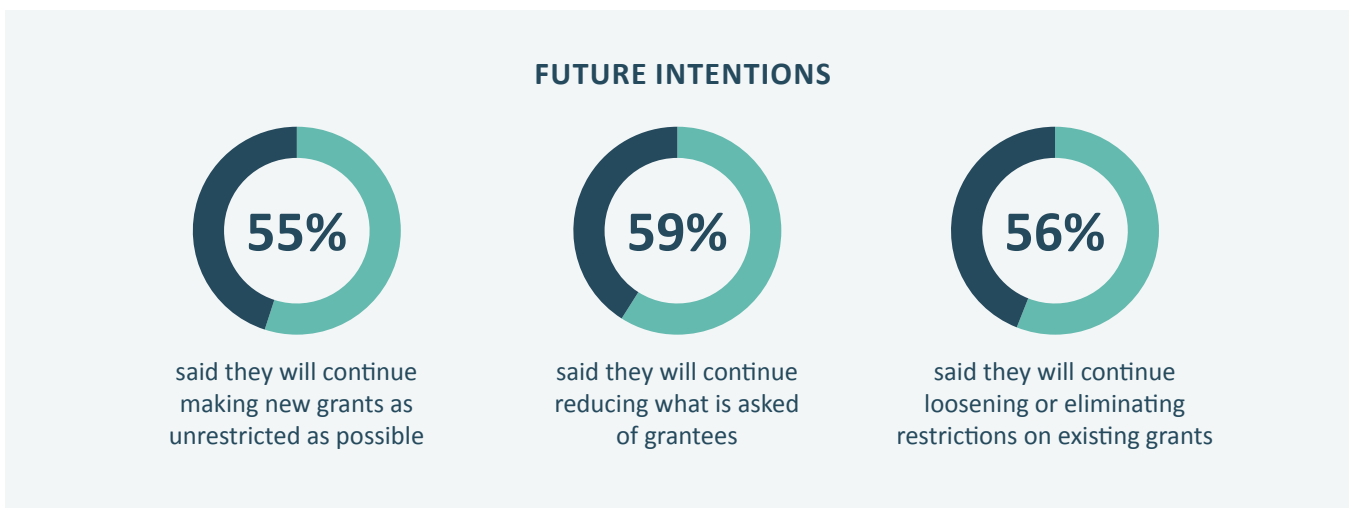 FUTURE INTENTIONS
55%
said they will continue
making new grants as
unrestricted as possible
59%
said they will continue
reducing what is asked
of grantees
56%
said they will continue
loosening or eliminating
restrictions on existing grants